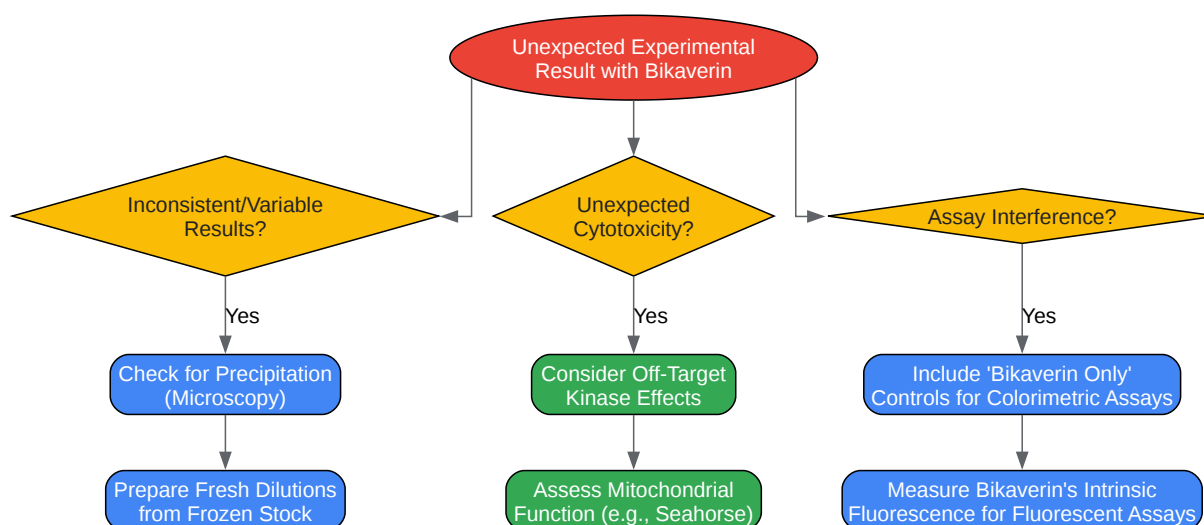 Unexpected Experimental
Result with Bikaverin
Inconsistent/Variable
Results?
Unexpected
Cytotoxicity?
Assay Interference?
Yes
Yes
Yes
Check for Precipitation
(Microscopy)
Consider Off-Target
Kinase Effects
Include 'Bikaverin Only'
Controls for Colorimetric Assays
Prepare Fresh Dilutions
from Frozen Stock
Assess Mitochondrial
Function (e.g., Seahorse)
Measure Bikaverin's Intrinsic
Fluorescence for Fluorescent Assays